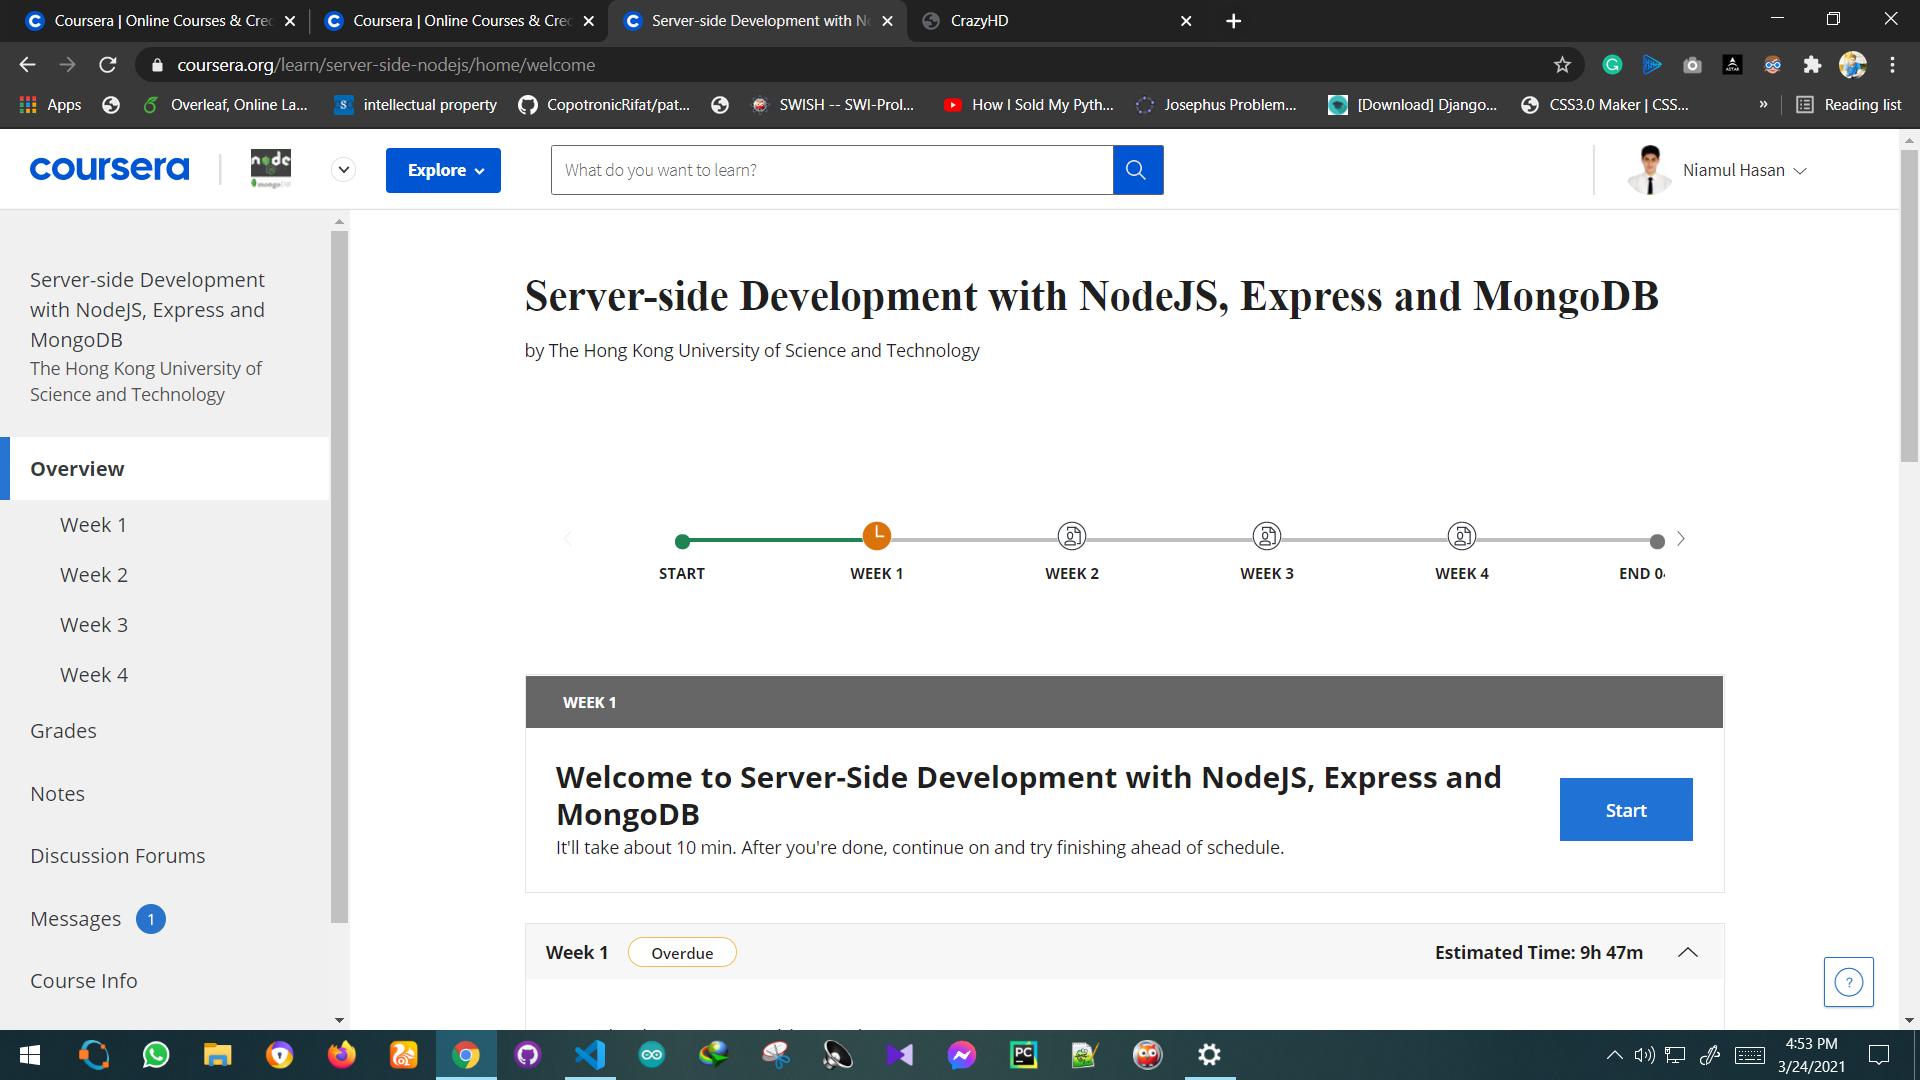 Coursera | Online Courses & Cre
Coursera | Online Courses & Cre
Server-side Development with N
CrazyHD
coursera.org/learn/server-side-nodejs/home/welcome
Apps
Overleaf, Online La...
intellectual property
CopotronicRifat/pat...
SWISH -- SWI-Prol...
How I Sold My Pyth...
Josephus Problem...
[Download] Django...
CSS3.0 Maker | CSS...
»
Reading list
coursera
node
mongoDB
Explore
What do you want to learn?
Niamul Hasan
Server-side Development
with NodeJS, Express and
MongoDB
The Hong Kong University of
Science and Technology
Overview
Week 1
Week 2
Week 3
Week 4
Grades
Notes
Discussion Forums
Messages 1
Course Info
Server-side Development with NodeJS, Express and MongoDB
by The Hong Kong University of Science and Technology
START
WEEK 1
WEEK 2
WEEK 3
WEEK 4
END 0
WEEK 1
Welcome to Server-Side Development with NodeJS, Express and
MongoDB
It'll take about 10 min. After you're done, continue on and try finishing ahead of schedule.
Start
Week 1
Overdue
Estimated Time: 9h 47m
?
PC
4:53 PM
3/24/2021